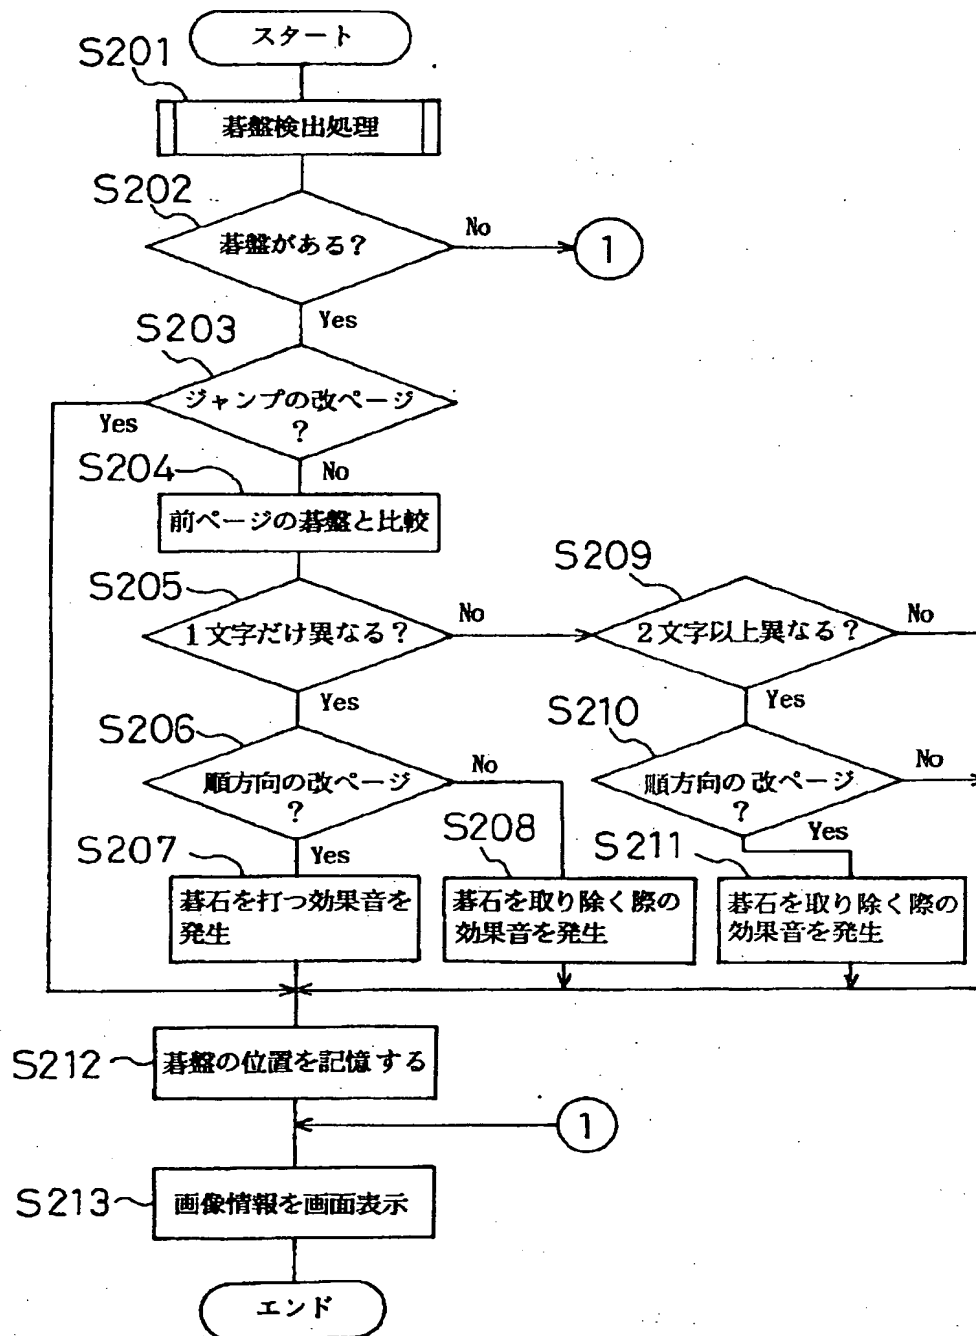 スタート
S201
碁盤検出処理
S202
碁盤がある?
No
1
Yes
S203
ジャンプの改ページ
?
Yes
No
S204
前ページの碁盤と比較
S205
1文字だけ異なる?
No
S209
2文字以上異なる?
No
Yes
Yes
S206
順方向の改ページ
?
No
S210
順方向の改ページ
?
No
Yes
Yes
S207
碁石を打つ効果音を
発生
S208
碁石を取り除く際の
効果音を発生
S211
碁石を取り除く際の
効果音を発生
S212
碁盤の位置を記憶する
1
S213
画像情報を画面表示
エンド